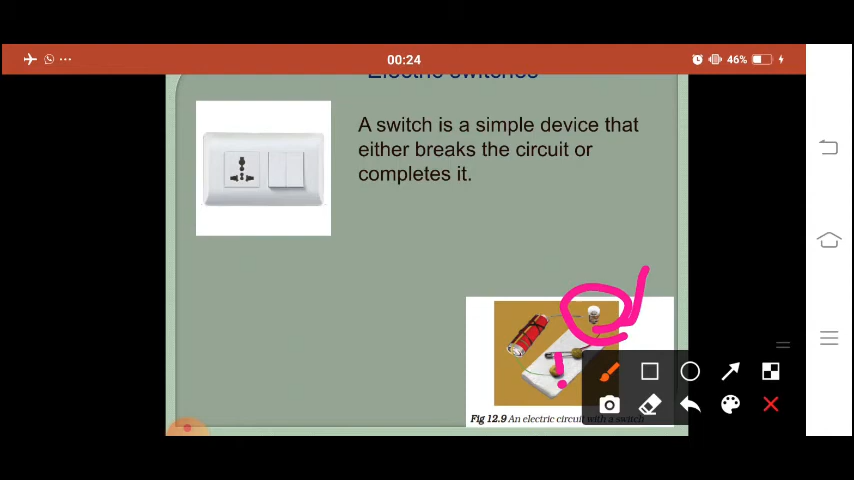 00:24
46%
Electric switches
A switch is a simple device that
either breaks the circuit or
completes it.
Fig 12.9 An electric circuit with a switch